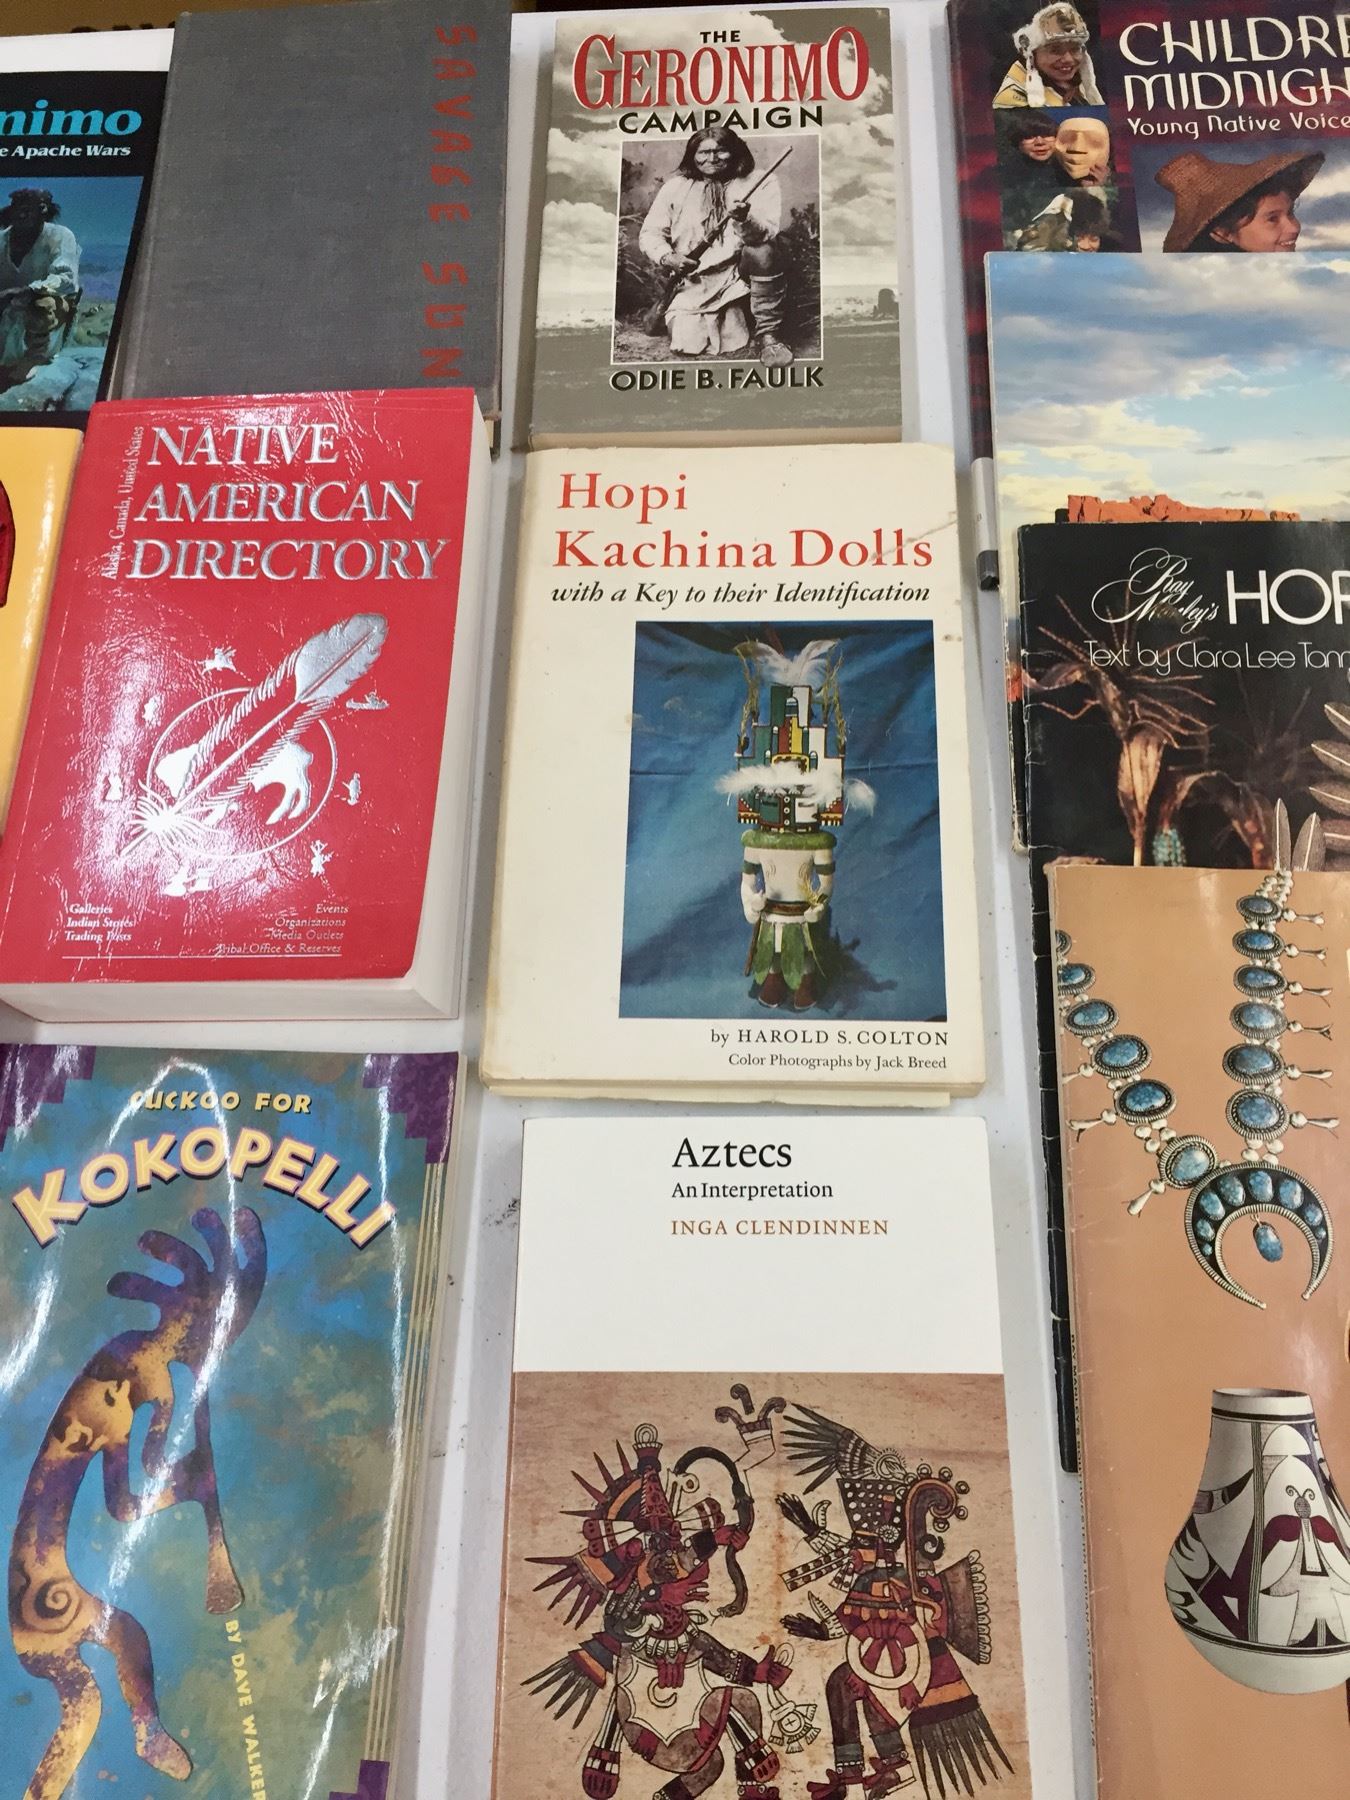 nimo
e Apache Wars
SAVAGE SUN
THE
GERONIMO
CAMPAIGN
ODIE B. FAULK
CHILDRE
MIDNIGH
Young Native Voice
Alaska, Canada, United States
NATIVE
AMERICAN
DIRECTORY
Galleries
Indian Stores
Trading Posts
Events
Organizations
Media Outlets
Tribal Office & Reserves
Hopi
Kachina Dolls
with a Key to their Identification
by HAROLD S. COLTON
Color Photographs by Jack Breed
Ray
Manley's HOP
Text by Clara Lee Tann
CUCKOO FOR
KOKOPELLI
BY DAVE WALKER
Aztecs
An Interpretation
INGA CLENDINNEN